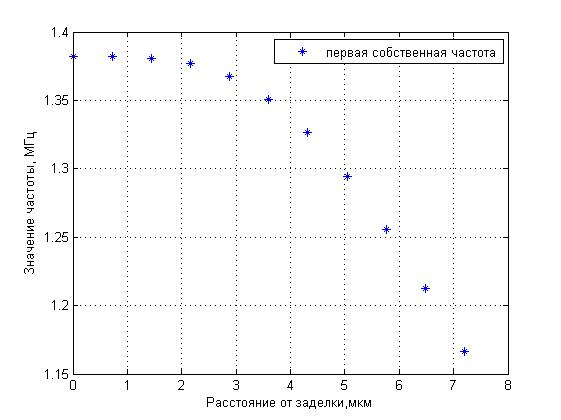 1.4
первая собственная частота
1.35
1.3
1.25
1.2
1.15
Значение частоты, МГц
0 1 2 3 4 5 6 7 8
Расстояние от заделки,мкм